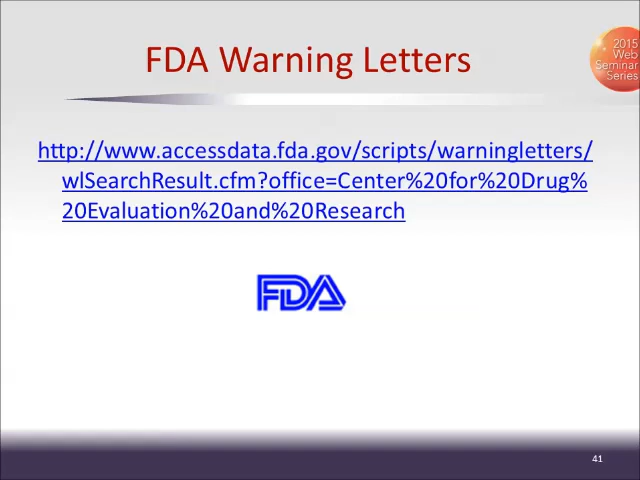 FDA Warning Letters
2015
Web
Seminar
Series
http://www.accessdata.fda.gov/scripts/warningletters/
wlSearchResult.cfm?office=Center%20for%20Drug%
20Evaluation%20and%20Research
FDA
41